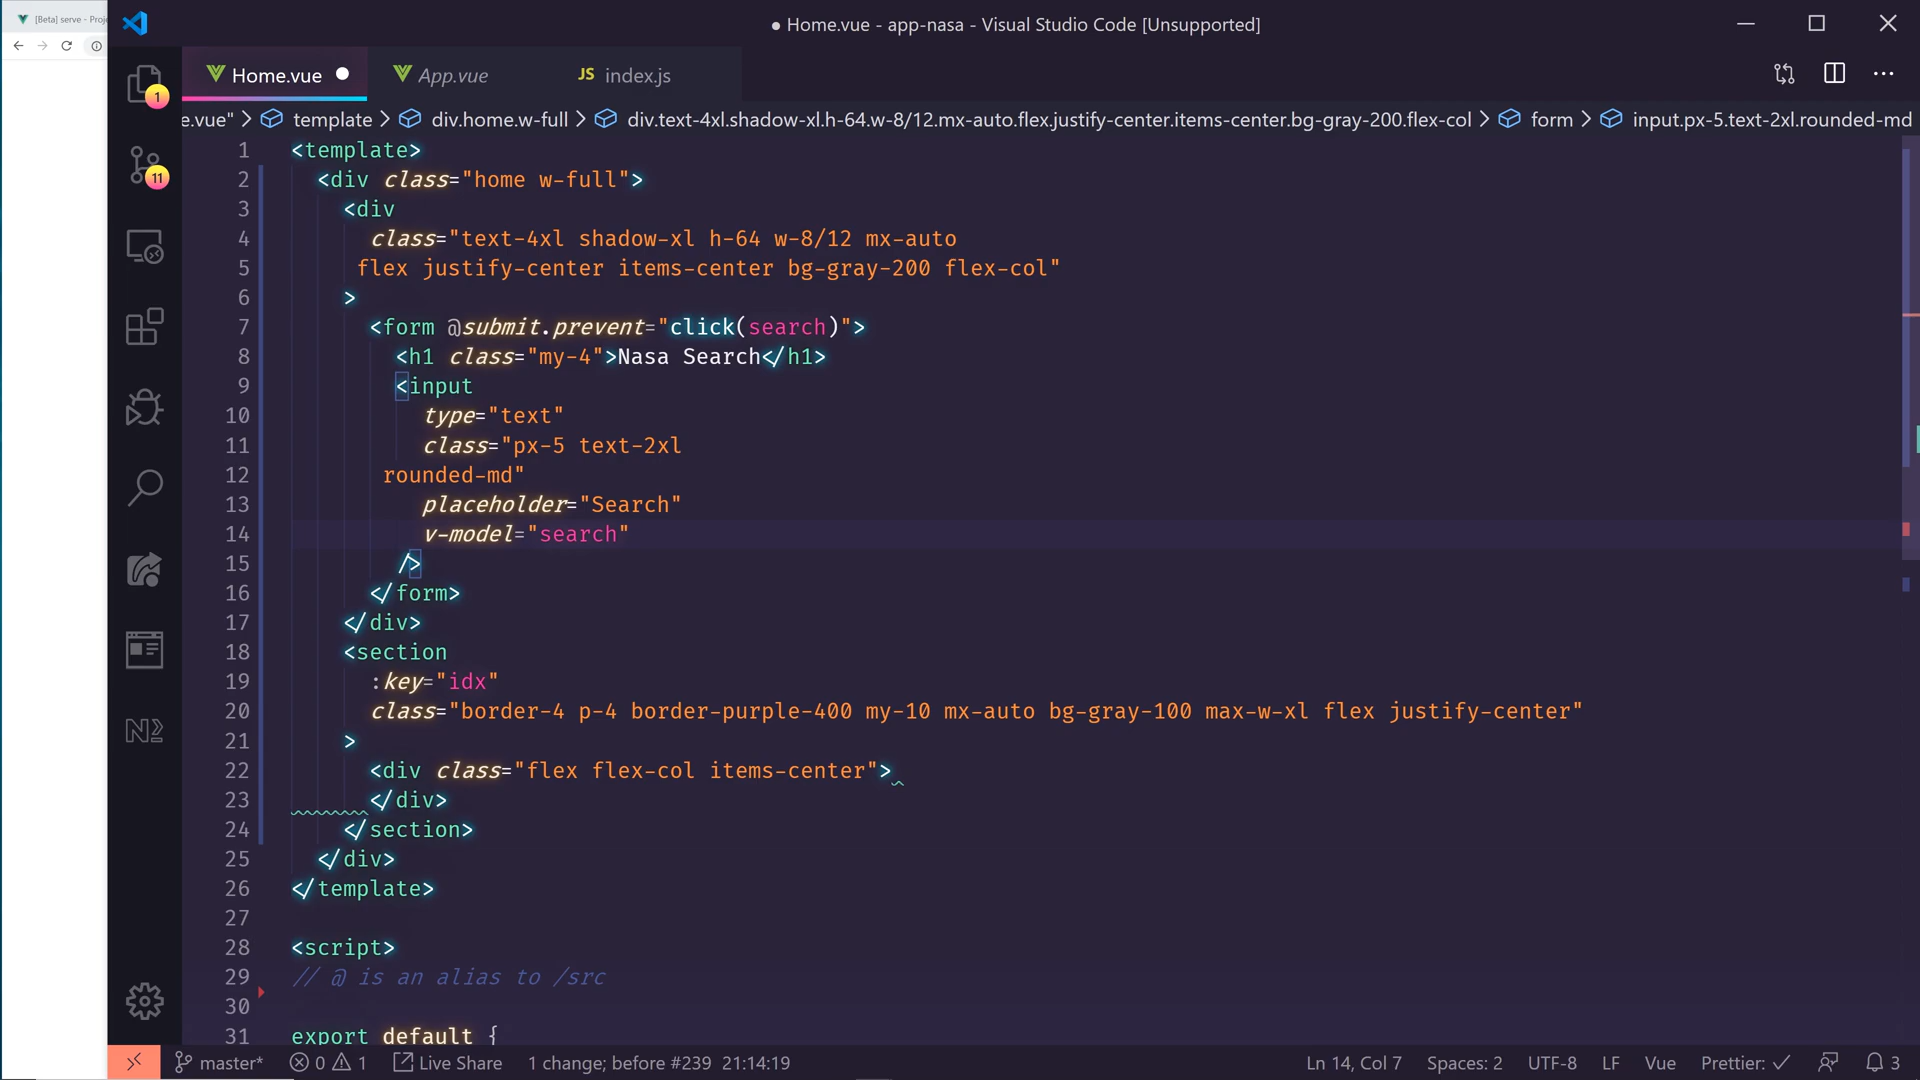 [Beta] serve - Proje
● Home.vue - app-nasa - Visual Studio Code [Unsupported]
Home.vue
App.vue
JS index.js
e.vue" > template > div.home.w-full > div.text-4xl.shadow-xl.h-64.w-8/12.mx-auto.flex.justify-center.items-center.bg-gray-200.flex-col > form > input.px-5.text-2xl.rounded-md
1
11
1 <template>
2 <div class="home w-full">
3 <div
4 class="text-4xl shadow-xl h-64 w-8/12 mx-auto
5 flex justify-center items-center bg-gray-200 flex-col"
6 >
7 <form @submit.prevent="click(search)">
8 <h1 class="my-4">Nasa Search</h1>
9 <input
10 type="text"
11 class="px-5 text-2xl
12 rounded-md"
13 placeholder="Search"
14 v-model="search"
15 />
16 </form>
17 </div>
18 <section
19 :key="idx"
20 class="border-4 p-4 border-purple-400 my-10 mx-auto bg-gray-100 max-w-xl flex justify-center"
21 >
22 <div class="flex flex-col items-center">
23 </div>
24 </section>
25 </div>
26 </template>
27
28 <script>
29 // @ is an alias to /src
30
31 export default {
N2
master* 0 1 Live Share 1 change; before #239 21:14:19 Ln 14, Col 7 Spaces: 2 UTF-8 LF Vue Prettier: ✓ 3